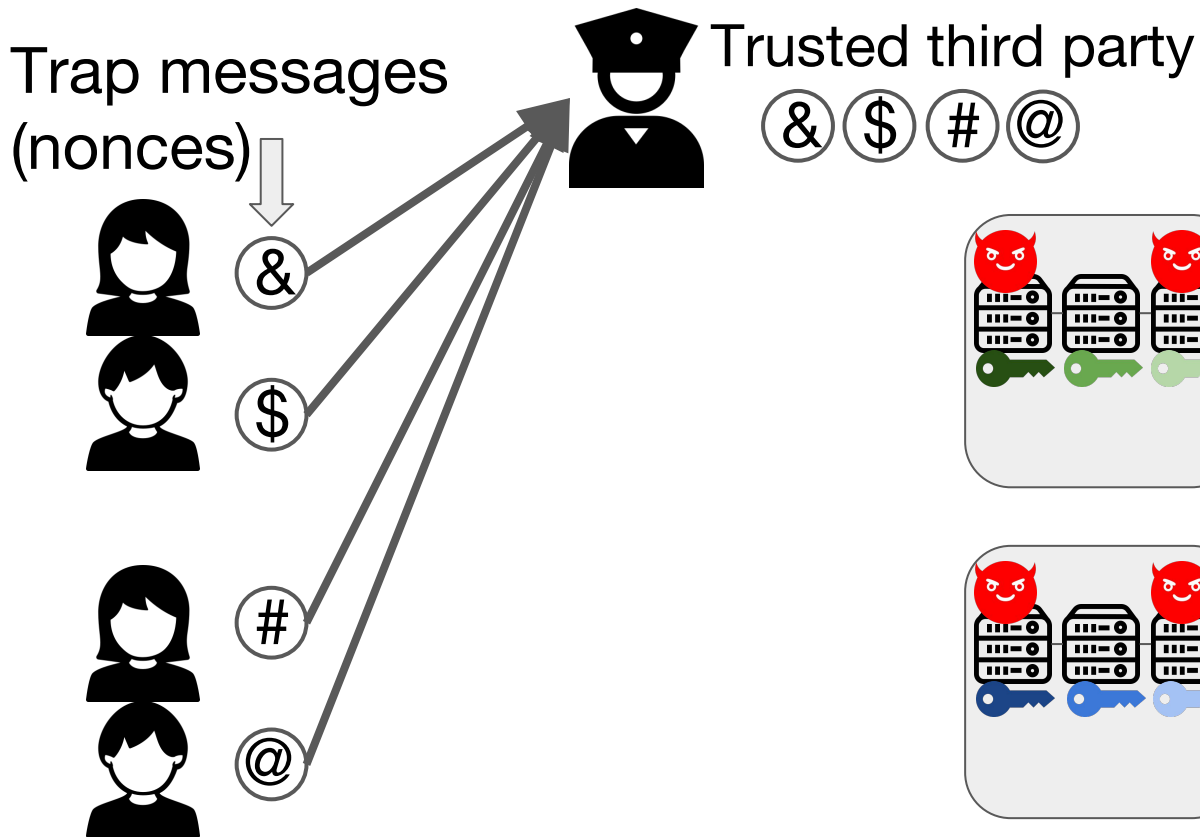 Trap messages
(nonces)
Trusted third party
& $ # @
&
$
#
@